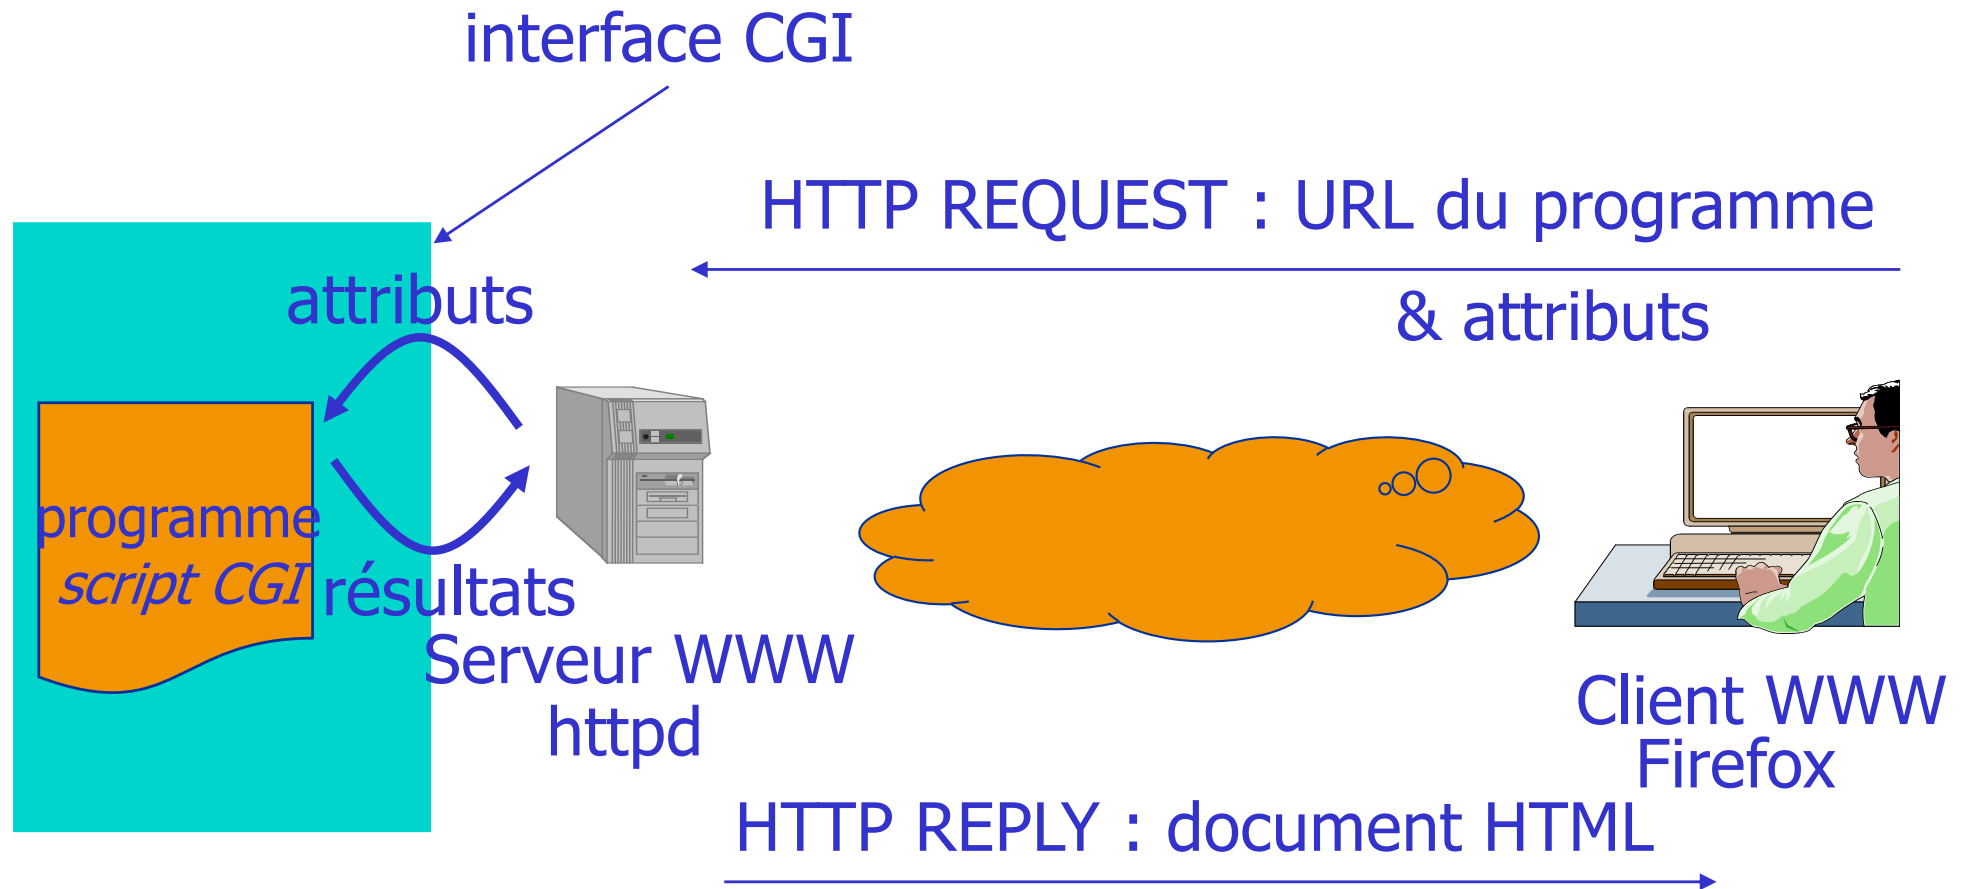 interface CGI
HTTP REQUEST : URL du programme
& attributs
attributs
programme
script CGI
résultats
Serveur WWW
httpd
Client WWW
Firefox
HTTP REPLY : document HTML